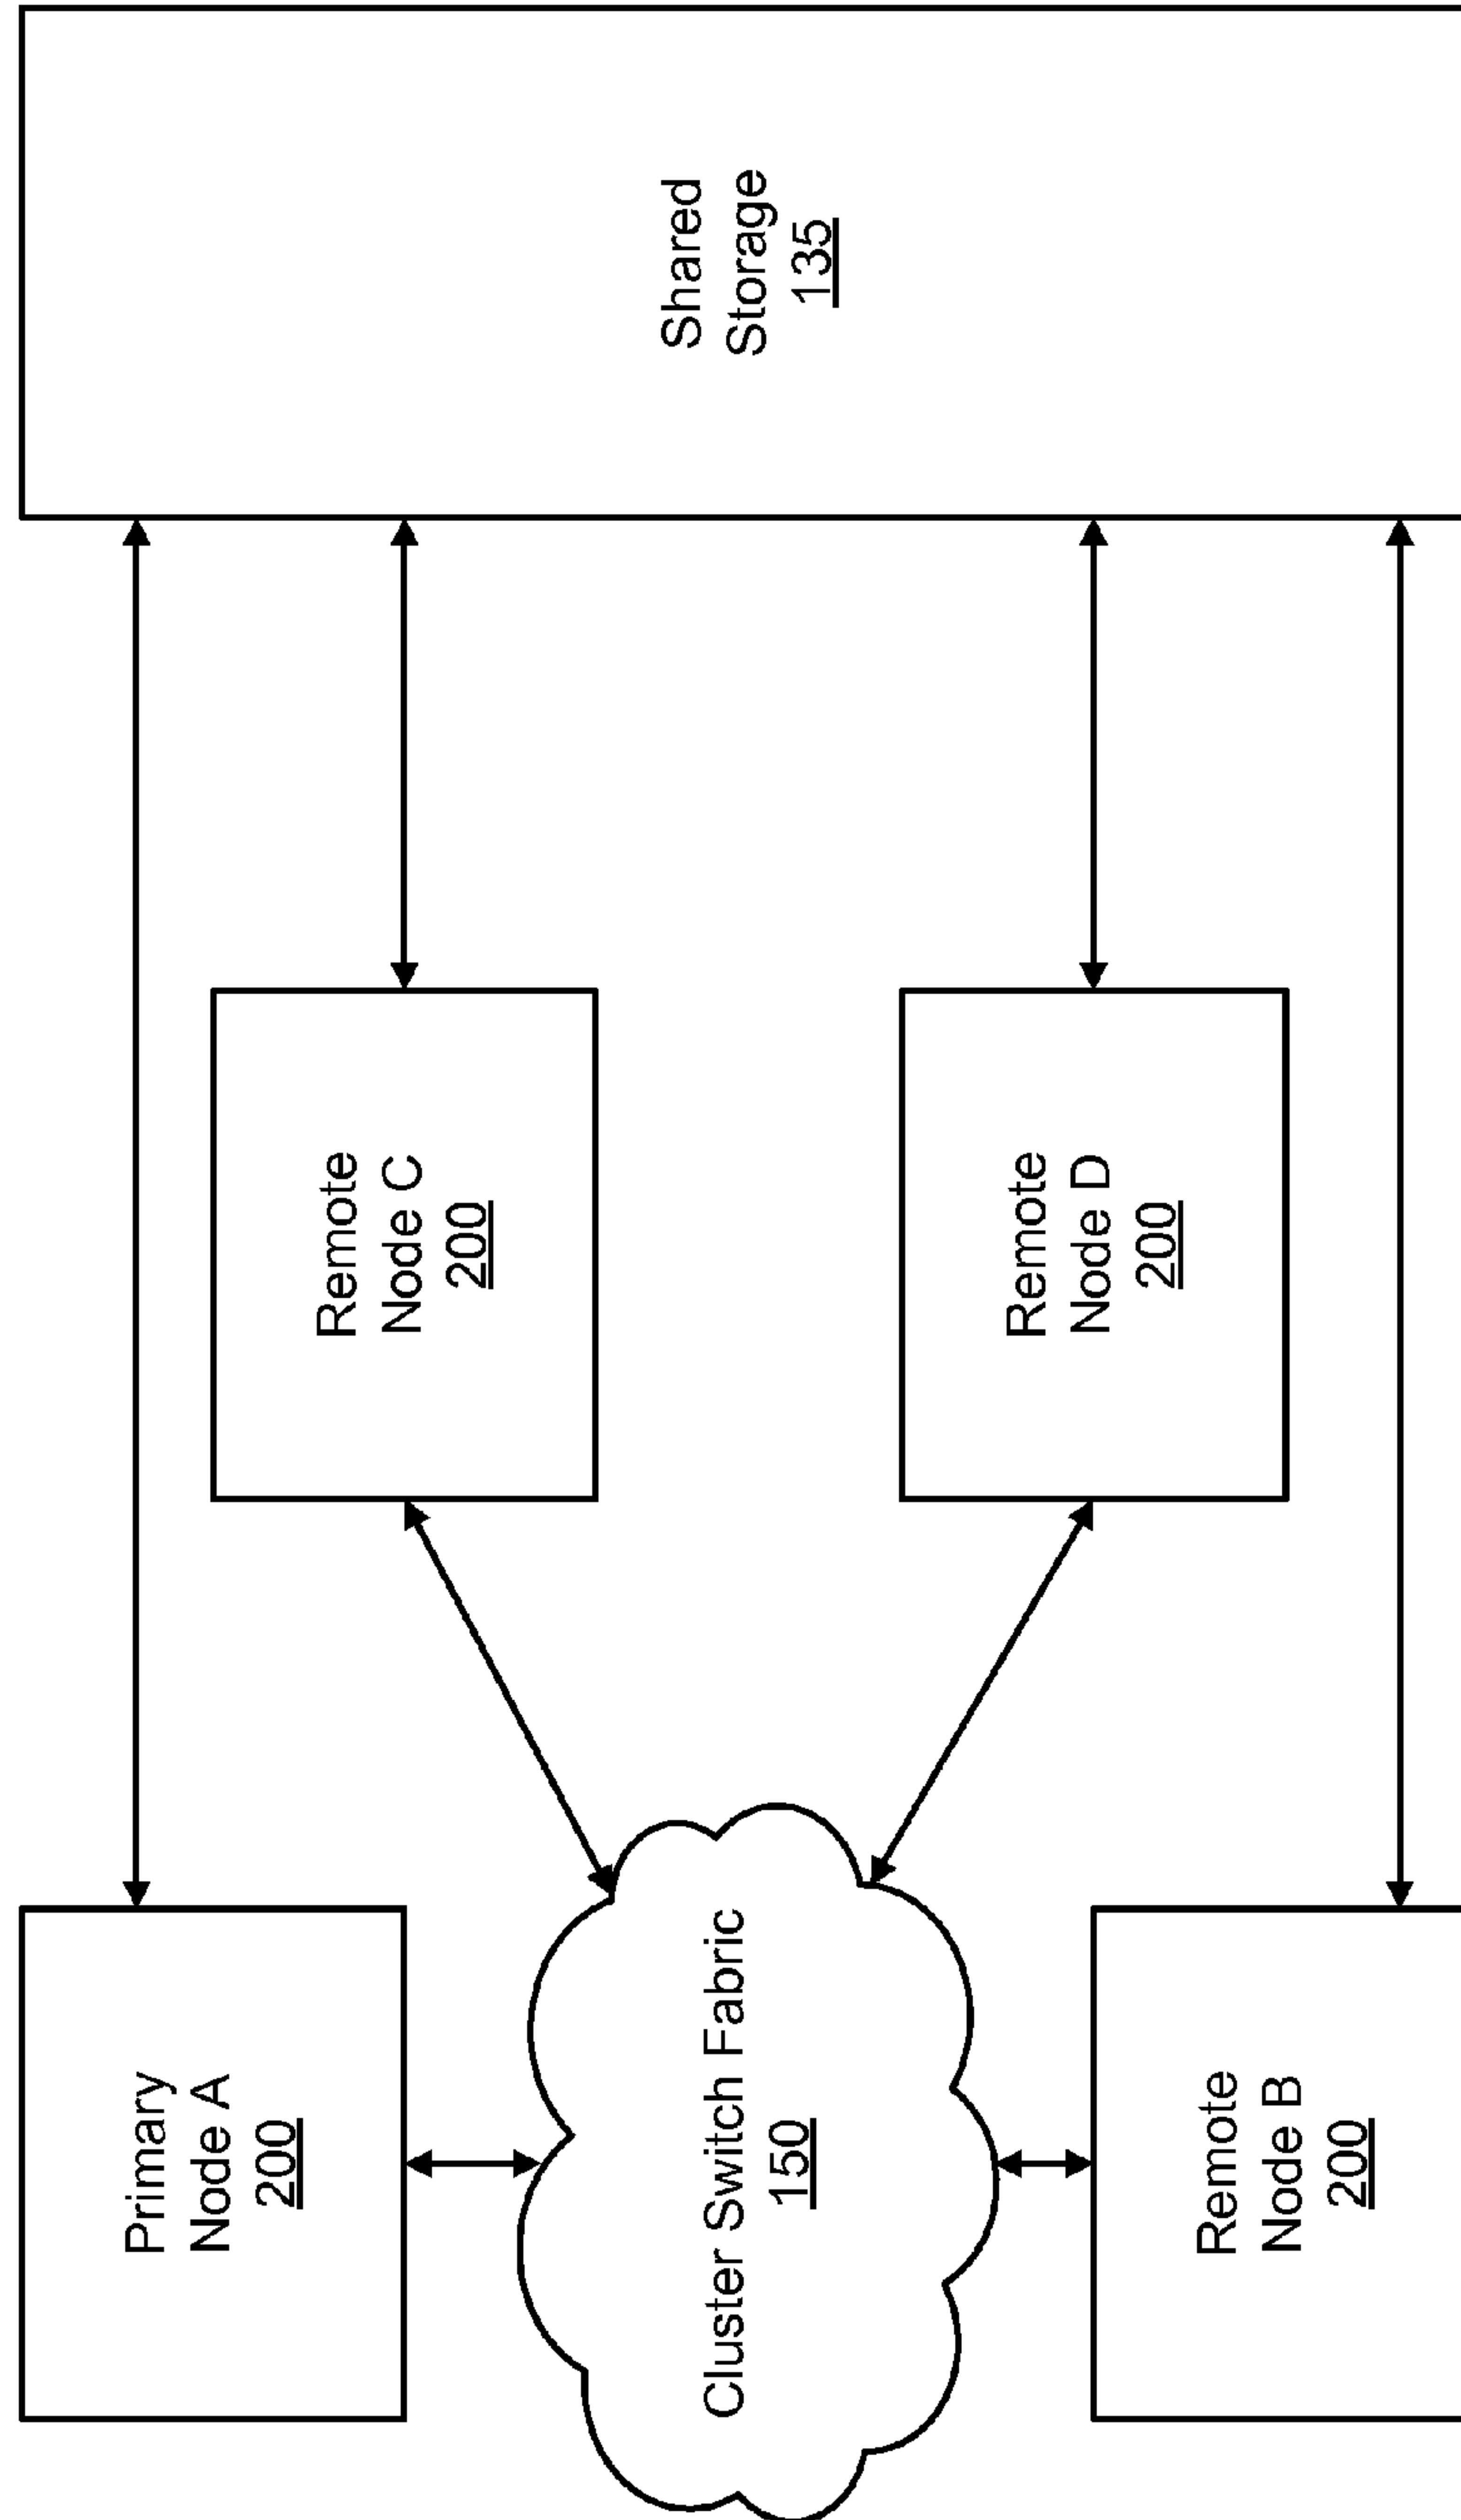 Primary
Node A
200
Remote
Node C
200
Shared
Storage
135
Cluster Switch Fabric
150
Remote
Node D
200
Remote
Node B
200